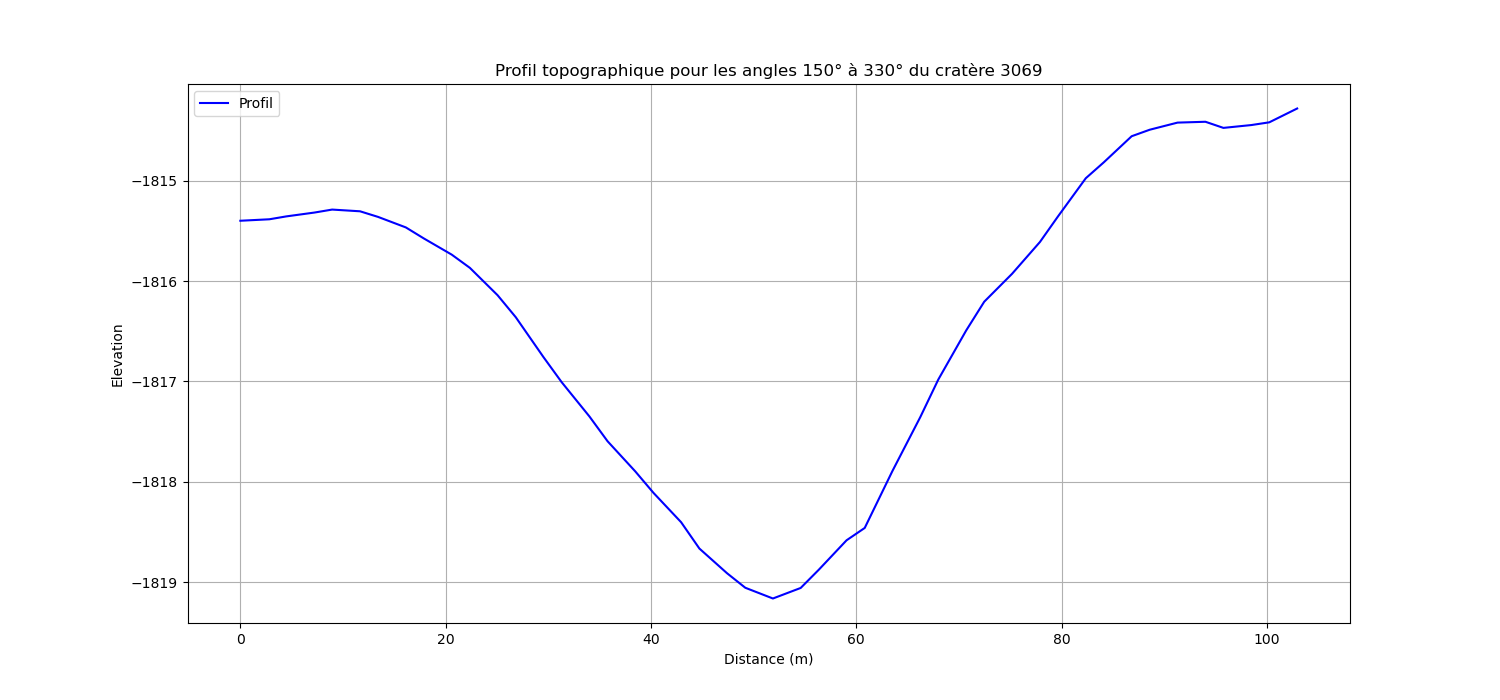 Profil topographique pour les angles 150° à 330° du cratère 3069
Profil
−1815
−1816
−1817
−1818
−1819
Elevation
0 20 40 60 80 100
Distance (m)